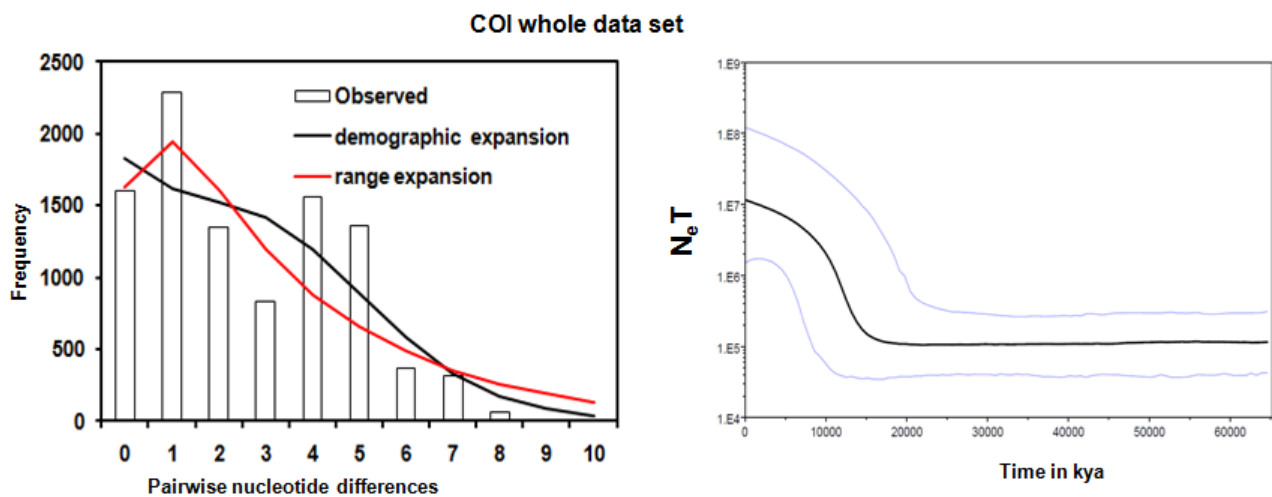 COI whole data set
2500
2000
1500
1000
500
0
Frequency
Observed
demographic expansion
range expansion
0 1 2 3 4 5 6 7 8 9 10
Pairwise nucleotide differences
1.E9
1.E8
1.E7
1.E6
1.E5
1.E4
NeT
0 10000 20000 30000 40000 50000 60000
Time in kya